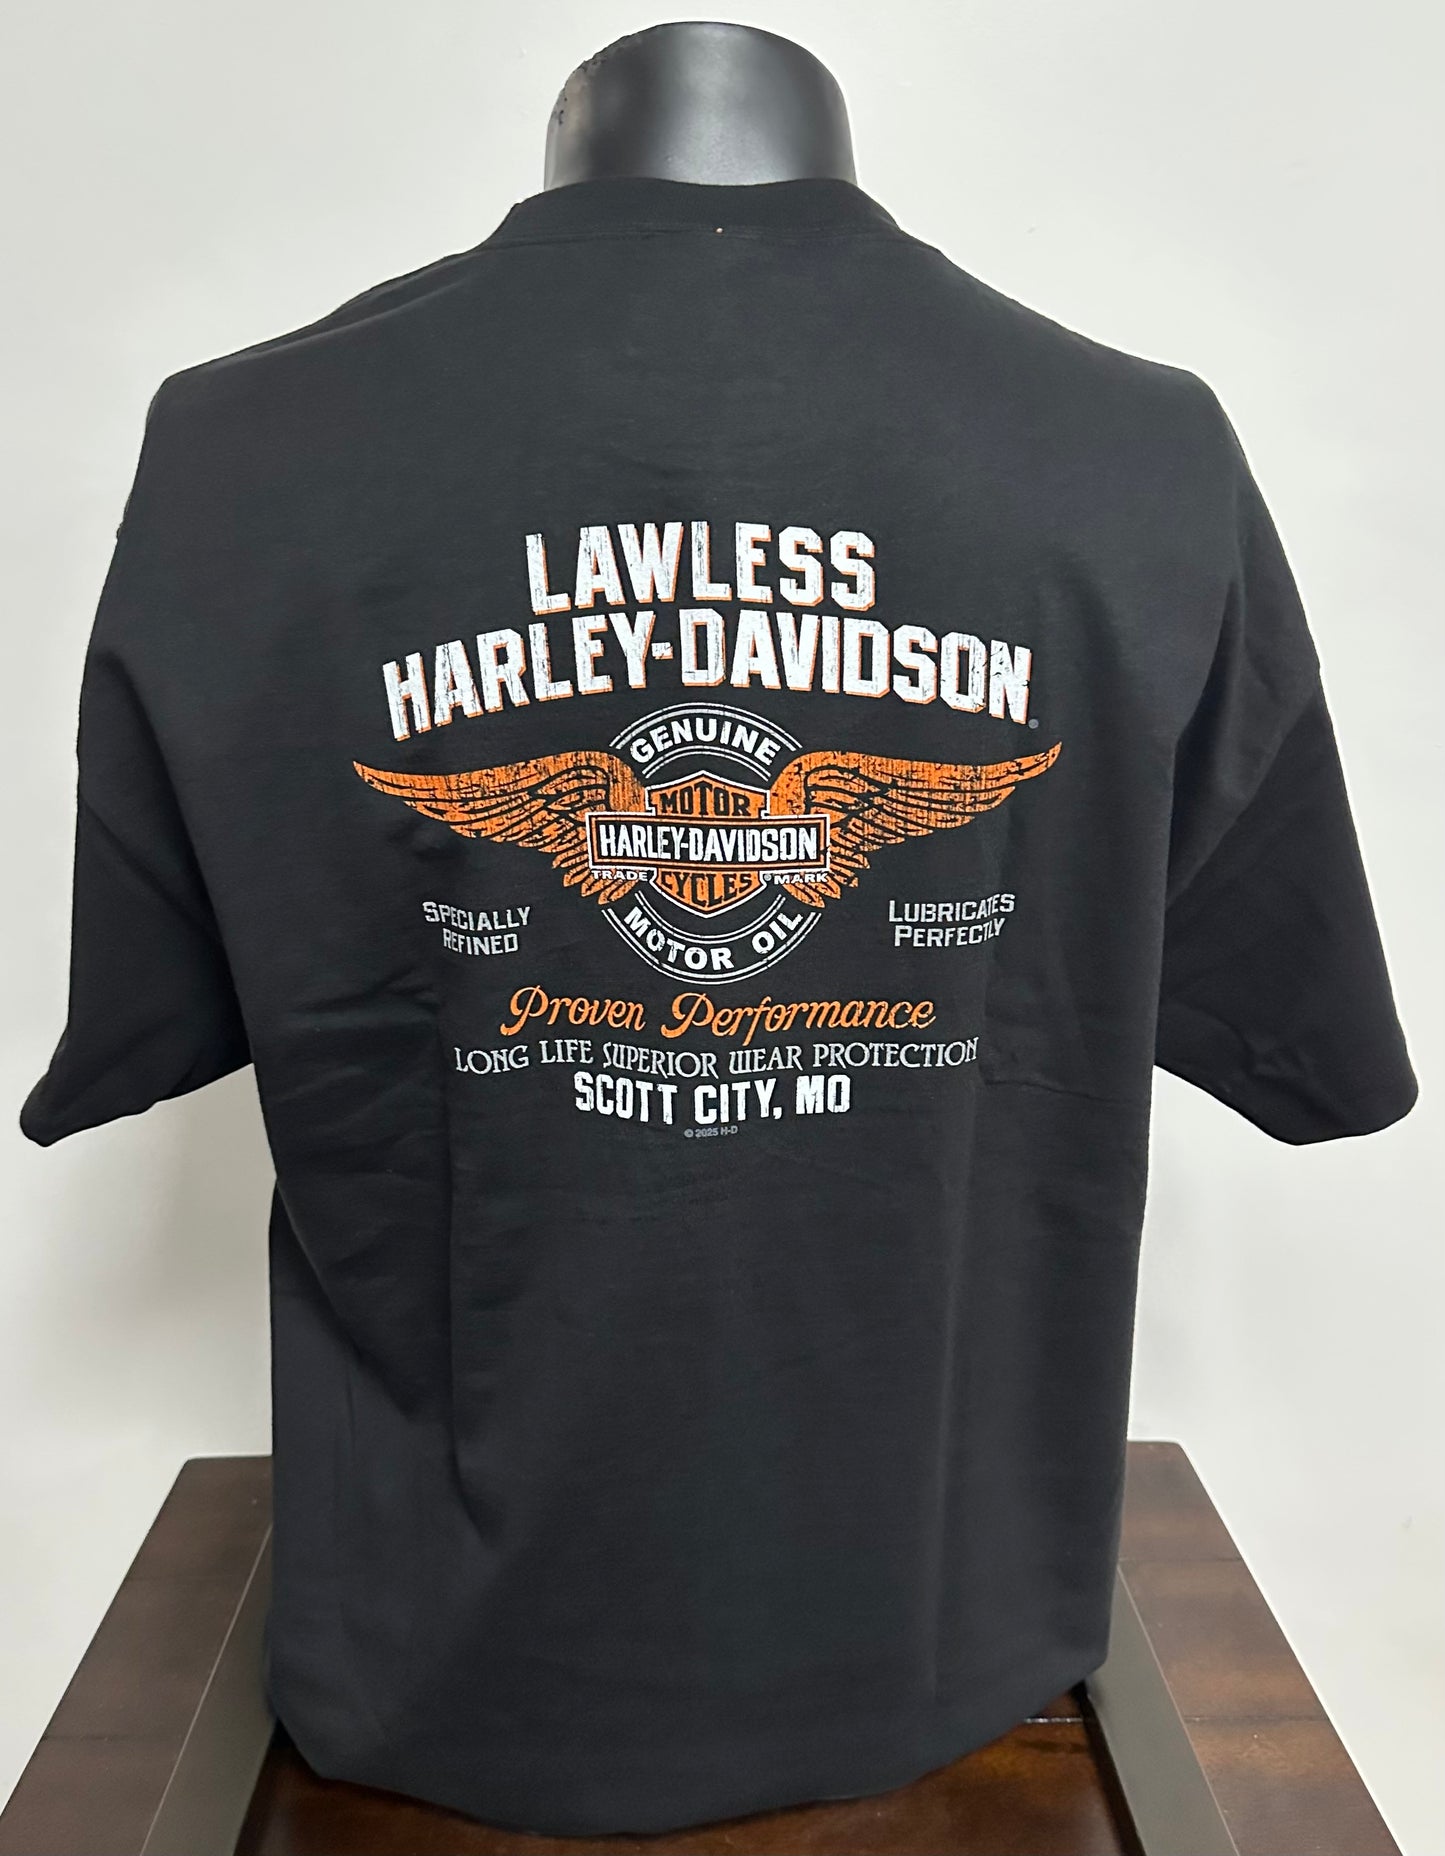 LAWLESS
HARLEY-DAVIDSON®
GENUINE
MOTOR
HARLEY-DAVIDSON
TRADE ® MARK
CYCLES
MOTOR OIL
SPECIALLY
REFINED
LUBRICATES
PERFECTLY
Proven Performance
LONG LIFE SUPERIOR WEAR PROTECTION
SCOTT CITY, MO
© 2025 H-D